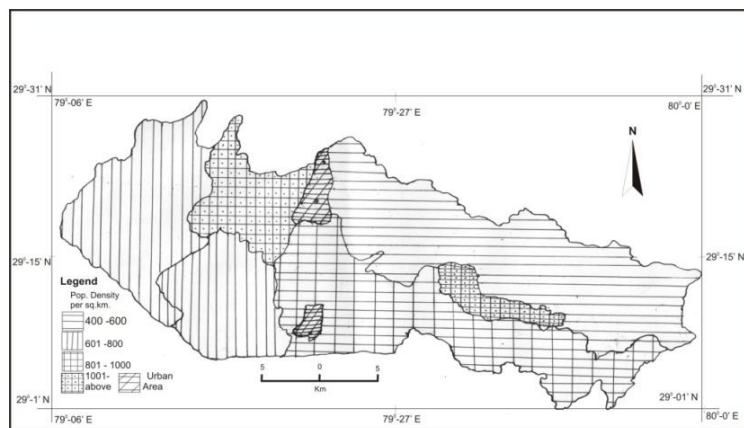 29°-31' N
79°-06' E
79°-27' E
80°-0' E
29°-31' N
N
29°-15' N
29°-15' N
Legend
Pop. Density
per sq.km.
400 -600
601 -800
801 - 1000
1001-
above
Urban
Area
5 0 5
Km
29°-1' N
79°-06' E
79°-27' E
29°-01' N
80°-0' E